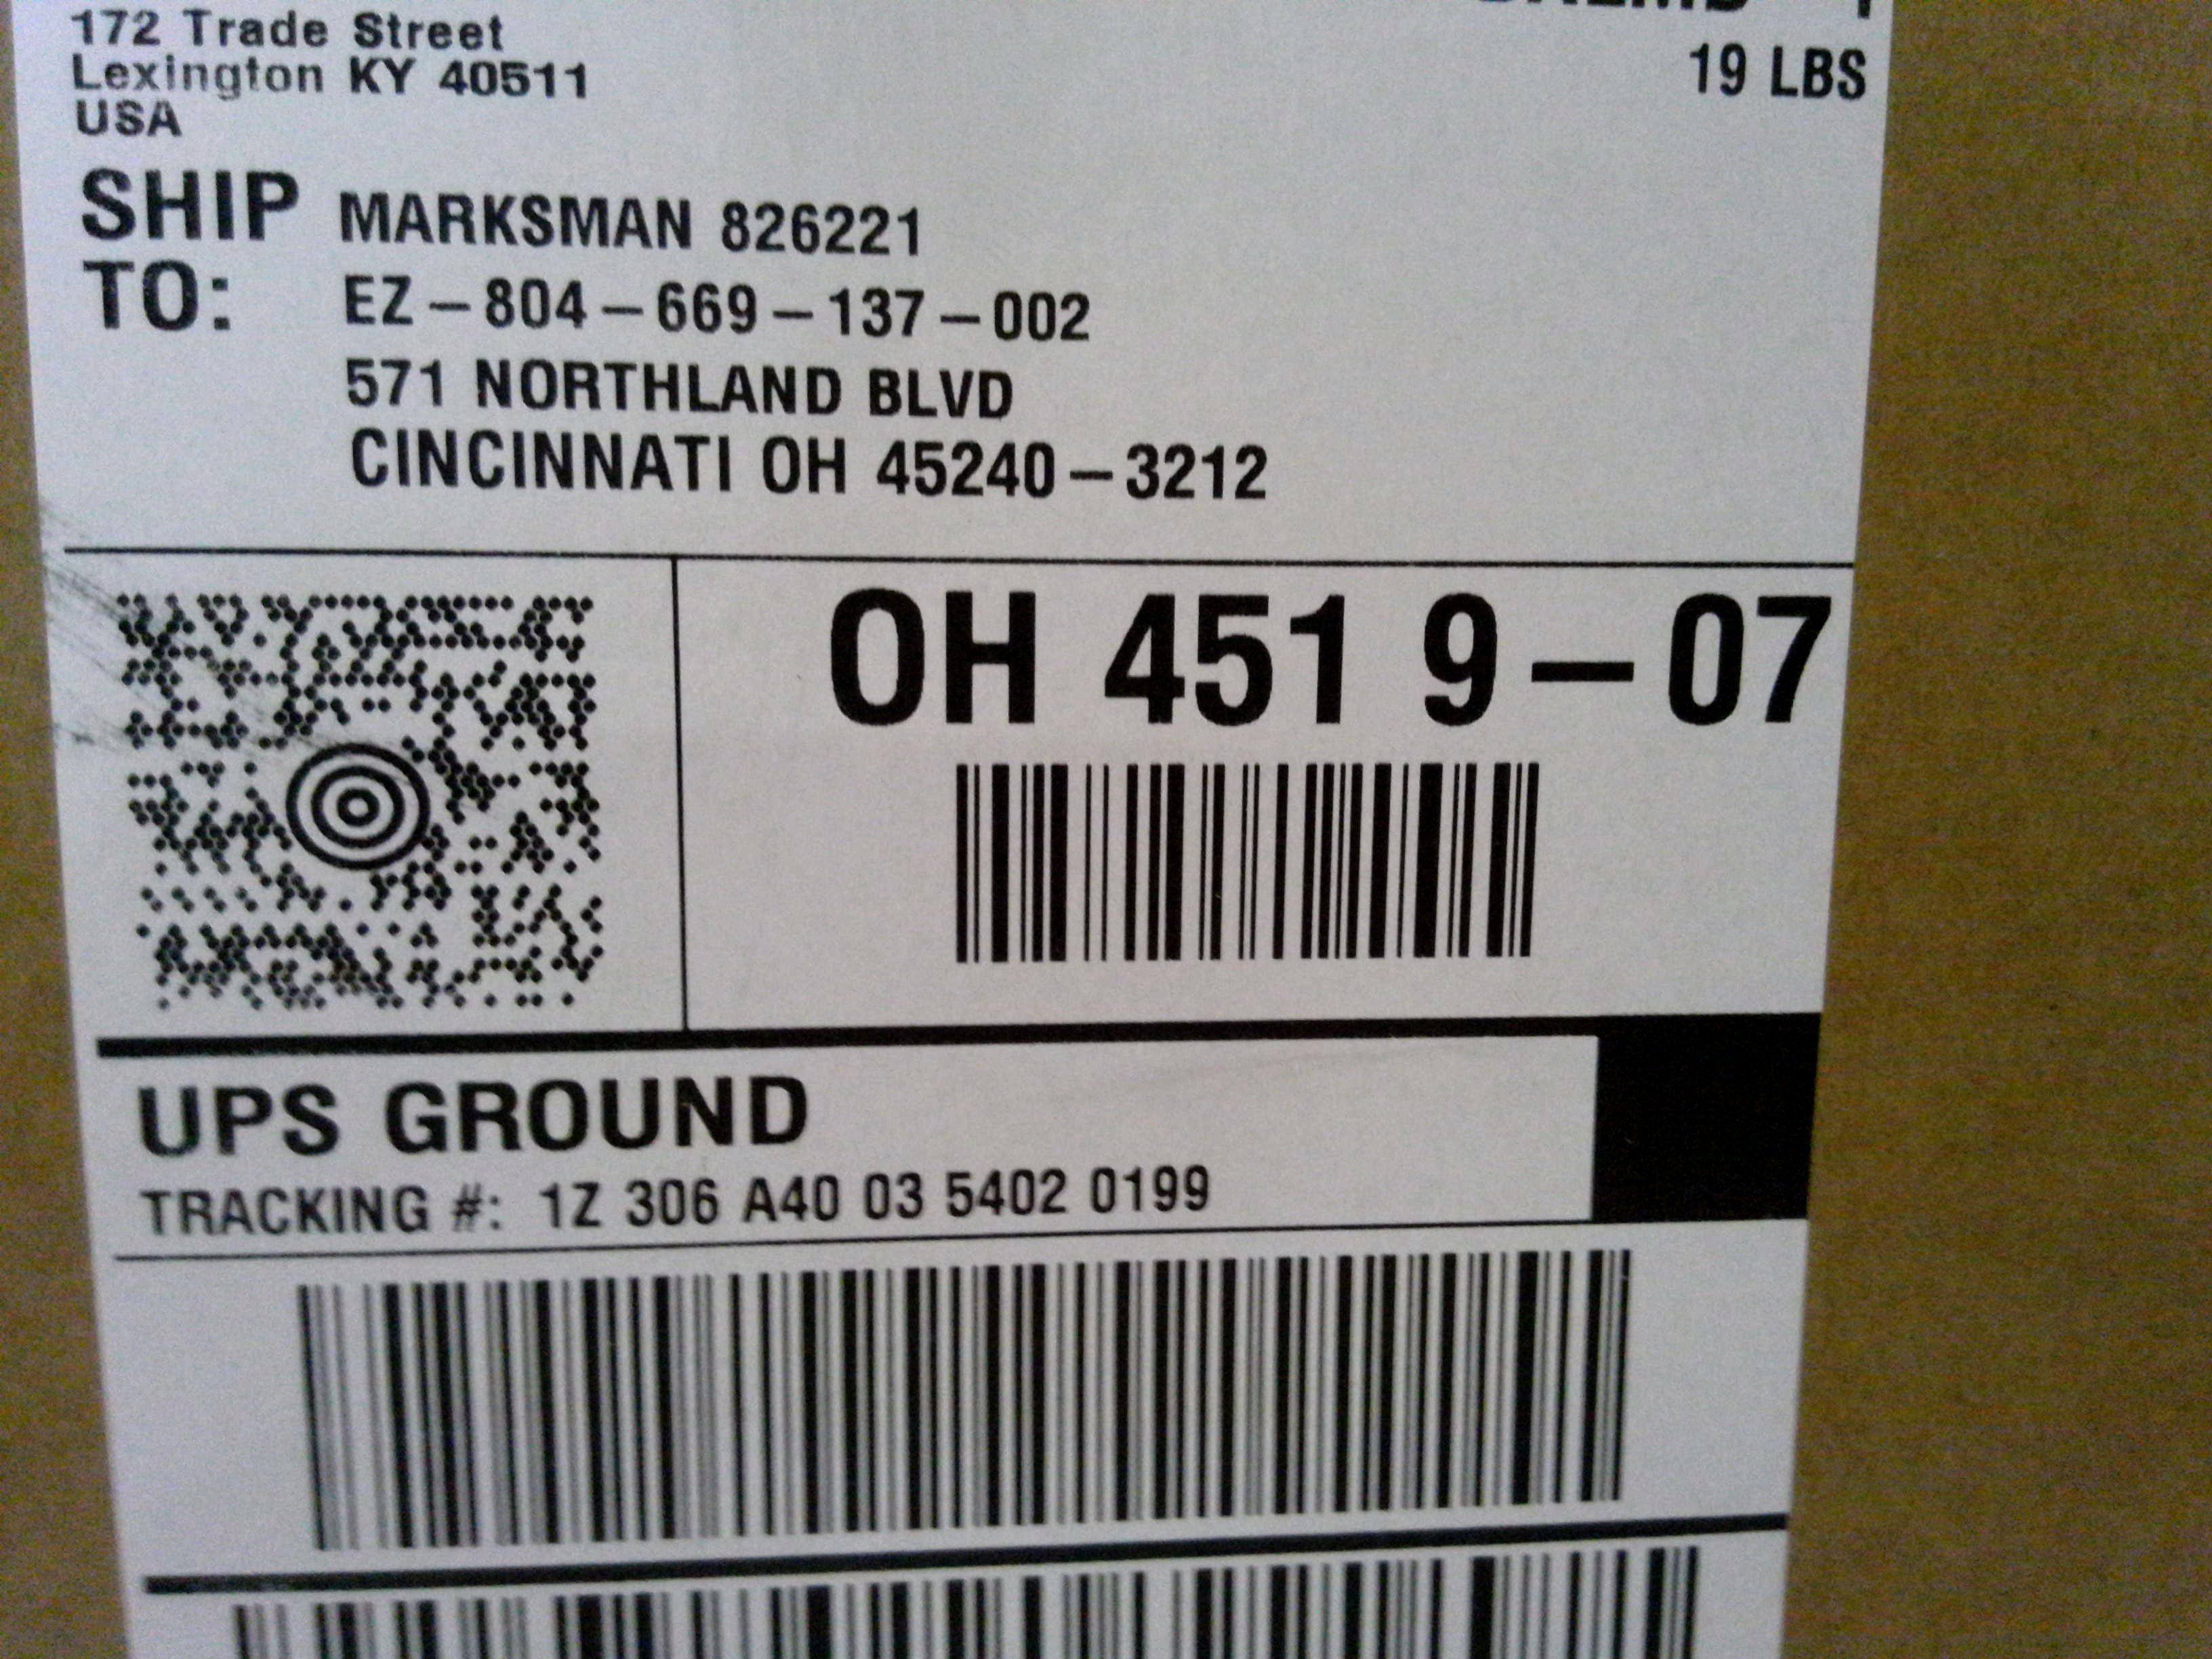 172 Trade Street
Lexington KY 40511
USA
19 LBS
SHIP TO:
MARKSMAN 826221
EZ-804-669-137-002
571 NORTHLAND BLVD
CINCINNATI OH 45240-3212
OH 451 9-07
UPS GROUND
TRACKING #: 1Z 306 A40 03 5402 0199